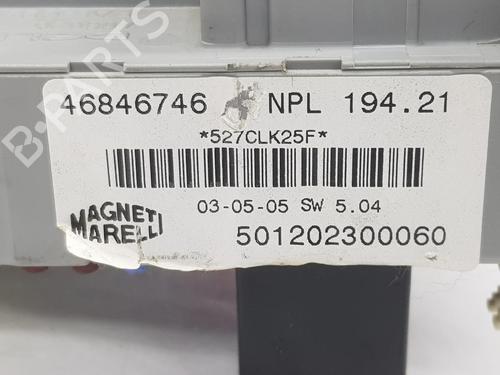 46846746 NPL 194.21
*527CLK25F*
03-05-05 SW 5.04
MAGNETI
MARELLI
501202300060
B-PARTS